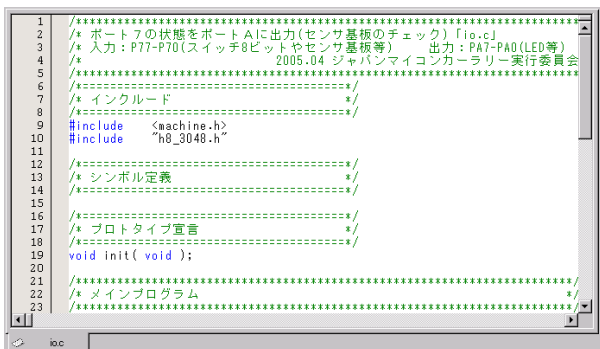 1 /****************************************************************
2 /* ポート７の状態をポートＡに出力(センサ基板のチェック)「io.c」
3 /* 入力：P77-P70(スイッチ8ビットやセンサ基板等) 出力：PA7-PA0(LED等)
4 /* 2005.04 ジャパンマイコンカーラリー実行委員会
5 /****************************************************************
6 /*======================================*/
7 /* インクルード */
8 /*======================================*/
9 #include <machine.h>
10 #include "h8_3048.h"
11
12 /*======================================*/
13 /* シンボル定義 */
14 /*======================================*/
15
16 /*======================================*/
17 /* プロトタイプ宣言 */
18 /*======================================*/
19 void init( void );
20
21 /***********************************************************************/
22 /* メインプログラム */
23 /***********************************************************************/
io.c